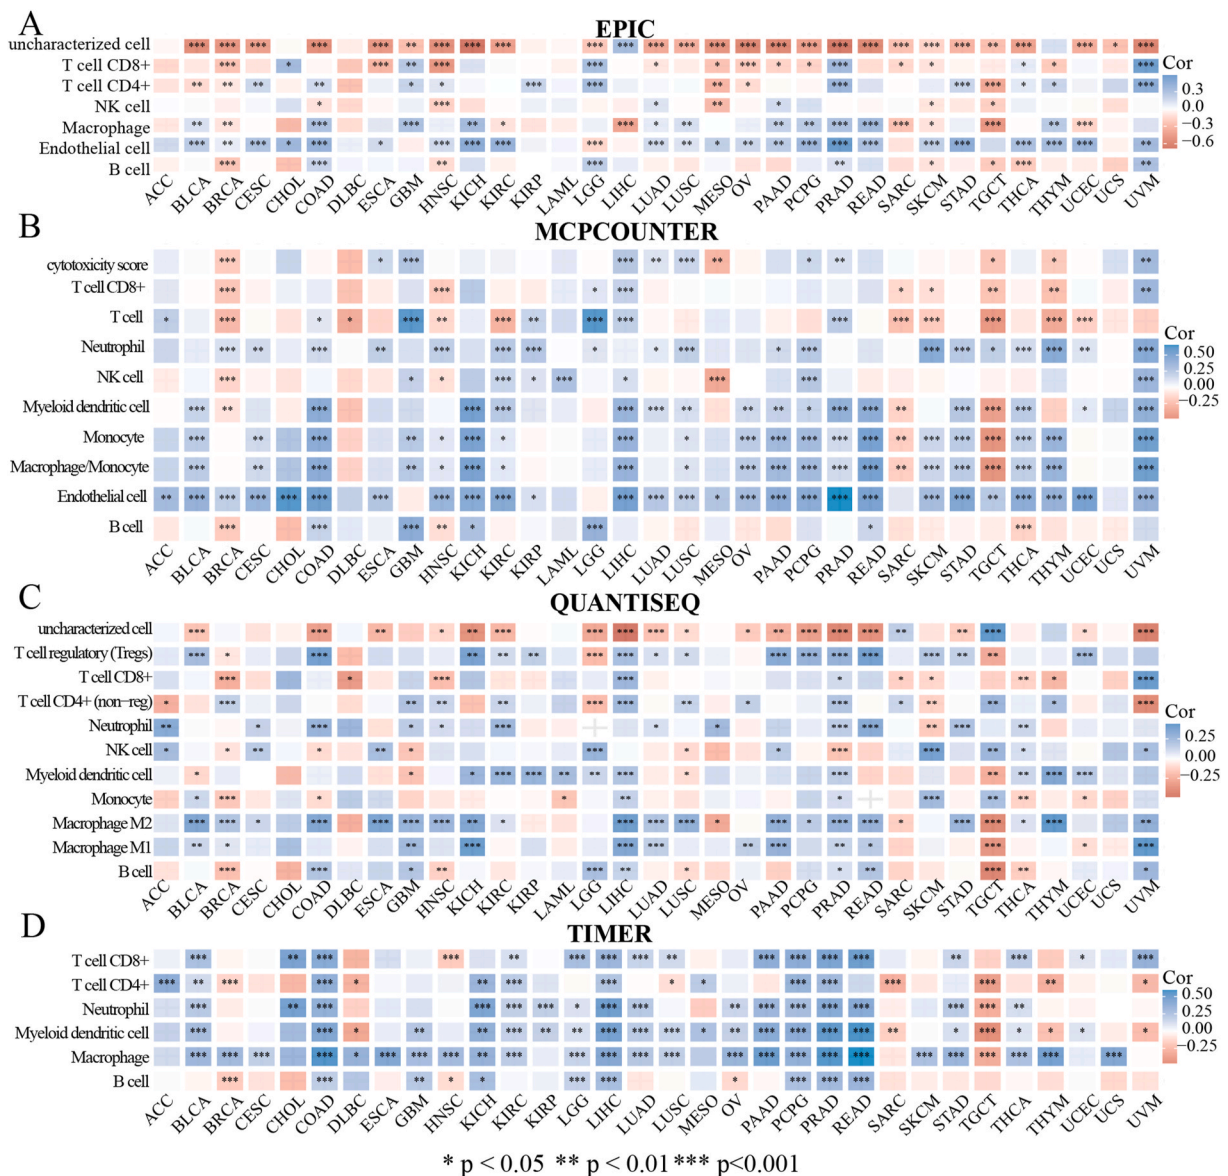 A
EPIC
uncharacterized cell
T cell CD8+
T cell CD4+
NK cell
Macrophage
Endothelial cell
B cell
Cor
0.3
0.0
−0.3
−0.6
ACC BLCA BRCA CESC CHOL COAD DLBC ESCA GBM HNSC KICH KIRC KIRP LAML LGG LIHC LUAD LUSC MESO OV PAAD PCPG PRAD READ SARC SKCM STAD TGCT THCA THYM UCEC UCS UVM
B
MCPCOUNTER
cytotoxicity score
T cell CD8+
T cell
Neutrophil
NK cell
Myeloid dendritic cell
Monocyte
Macrophage/Monocyte
Endothelial cell
B cell
Cor
0.50
0.25
0.00
−0.25
ACC BLCA BRCA CESC CHOL COAD DLBC ESCA GBM HNSC KICH KIRC KIRP LAML LGG LIHC LUAD LUSC MESO OV PAAD PCPG PRAD READ SARC SKCM STAD TGCT THCA THYM UCEC UCS UVM
C
QUANTISEQ
uncharacterized cell
T cell regulatory (Tregs)
T cell CD8+
T cell CD4+ (non−reg)
Neutrophil
NK cell
Myeloid dendritic cell
Monocyte
Macrophage M2
Macrophage M1
B cell
Cor
0.25
0.00
−0.25
ACC BLCA BRCA CESC CHOL COAD DLBC ESCA GBM HNSC KICH KIRC KIRP LAML LGG LIHC LUAD LUSC MESO OV PAAD PCPG PRAD READ SARC SKCM STAD TGCT THCA THYM UCEC UCS UVM
D
TIMER
T cell CD8+
T cell CD4+
Neutrophil
Myeloid dendritic cell
Macrophage
B cell
Cor
0.50
0.25
0.00
−0.25
ACC BLCA BRCA CESC CHOL COAD DLBC ESCA GBM HNSC KICH KIRC KIRP LGG LIHC LUAD LUSC MESO OV PAAD PCPG PRAD READ SARC SKCM STAD TGCT THCA THYM UCEC UCS UVM
* p < 0.05 ** p < 0.01 *** p<0.001